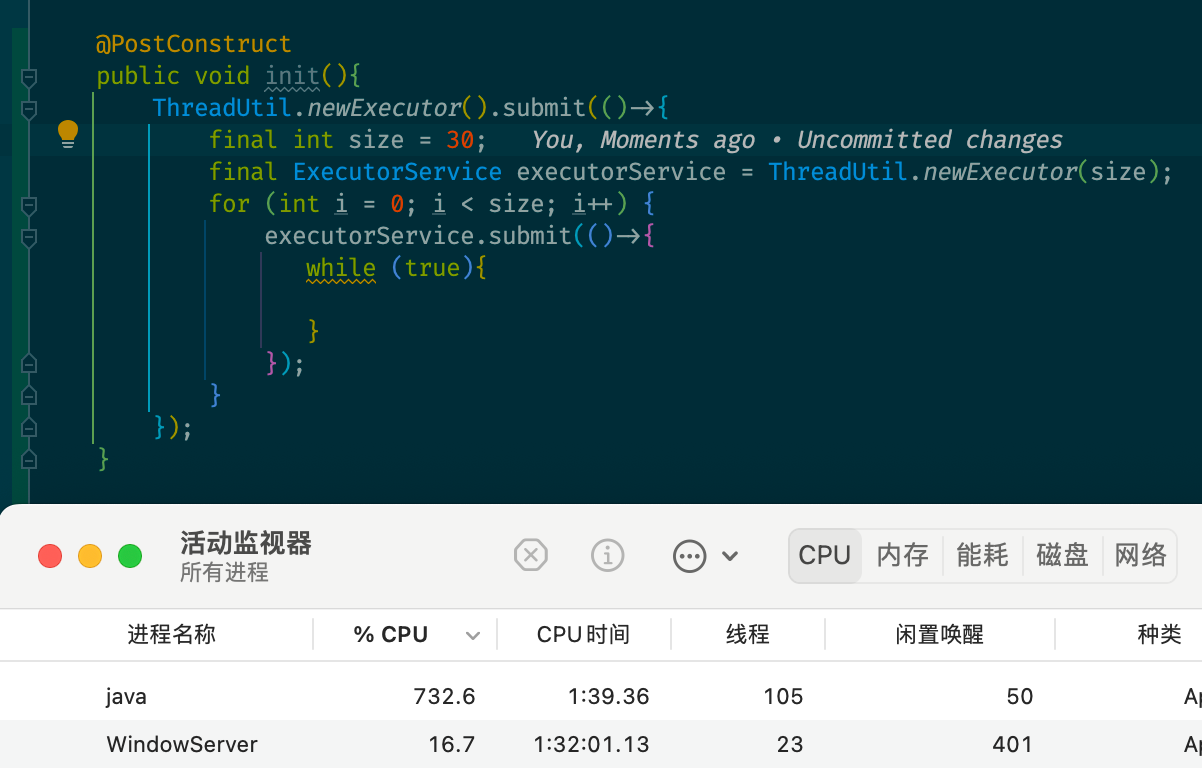 @PostConstruct
public void init(){
ThreadUtil.newExecutor().submit(()->{
final int size = 30; You, Moments ago • Uncommitted changes
final ExecutorService executorService = ThreadUtil.newExecutor(size);
for (int i = 0; i < size; i++) {
executorService.submit(()->{
while (true){
}
});
}
});
}
活动监视器
所有进程
CPU 内存 能耗 磁盘 网络
进程名称 % CPU CPU时间 线程 闲置唤醒 种类
java 732.6 1:39.36 105 50
WindowServer 16.7 1:32:01.13 23 401